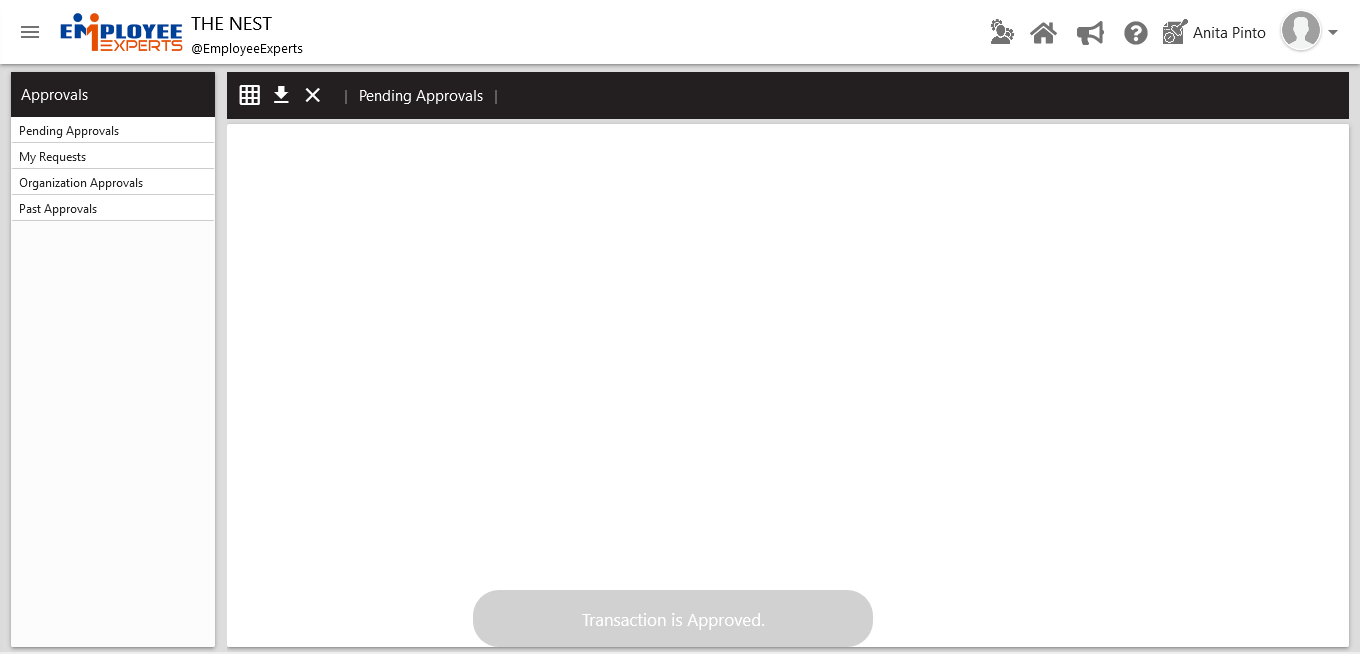 EMPLOYEE
EXPERTS
THE NEST
@EmployeeExperts
Anita Pinto
Approvals
Pending Approvals
My Requests
Organization Approvals
Past Approvals
| Pending Approvals |
Transaction is Approved.